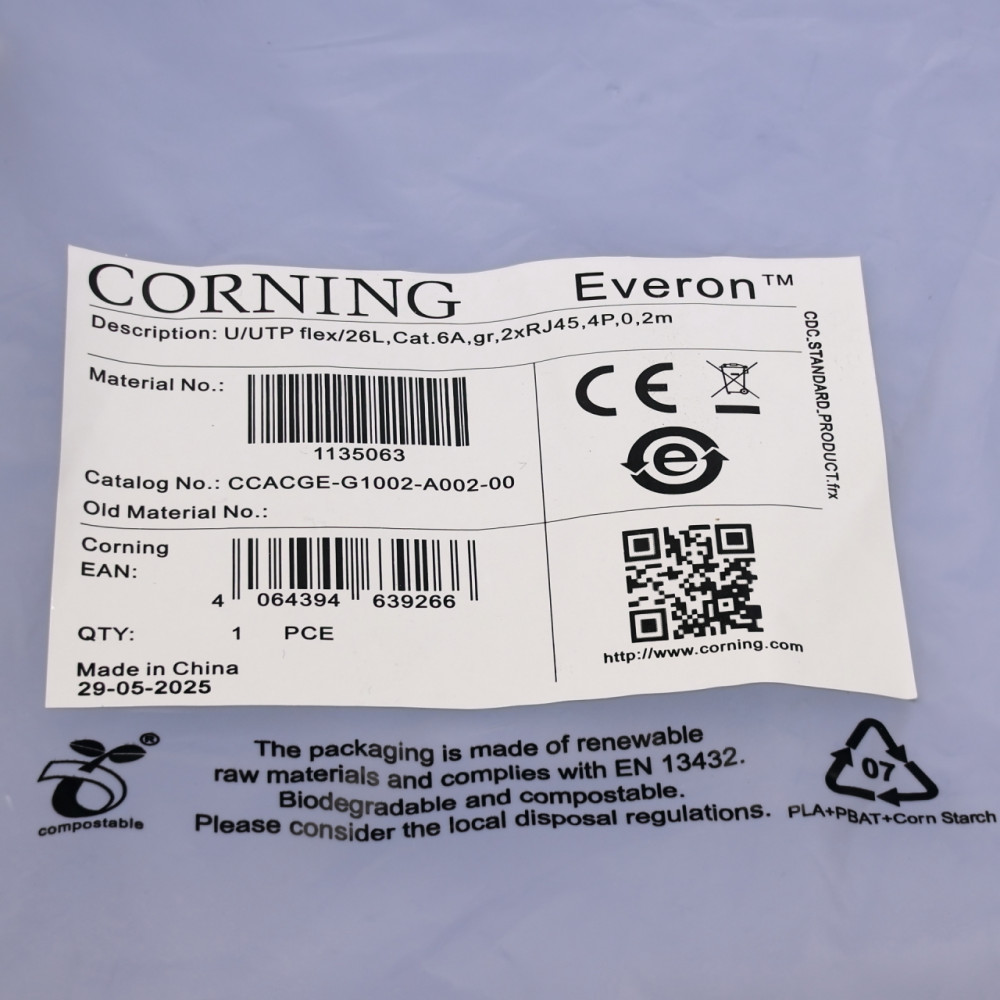 CORNING
Everon™
Description: U/UTP flex/26L,Cat.6A,gr,2xRJ45,4P,0,2m
CDC.STANDARD.PRODUCT.frx
Material No.:
1135063
Catalog No.: CCACGE-G1002-A002-00
Old Material No.:
CE
e
Corning
EAN:
4 064394 639266
QTY: 1 PCE
Made in China
29-05-2025
http://www.corning.com
®
compostable
The packaging is made of renewable
raw materials and complies with EN 13432.
Biodegradable and compostable.
Please consider the local disposal regulations.
07
PLA+PBAT+Corn Starch